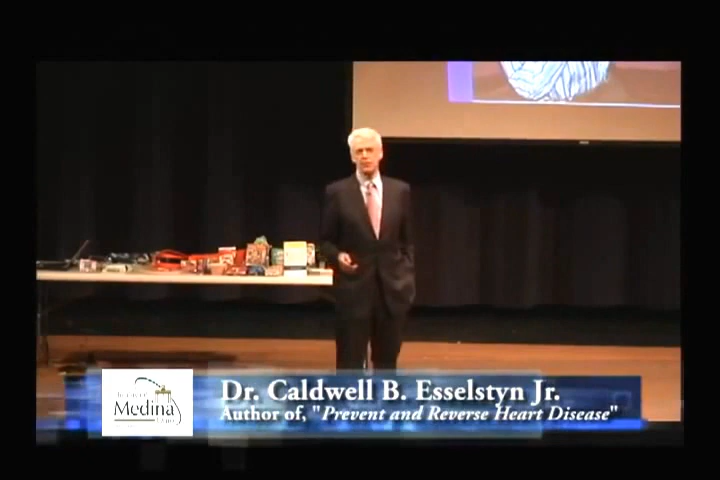 Dr. Caldwell B. Esselstyn Jr.
Author of, "Prevent and Reverse Heart Disease"
Medina